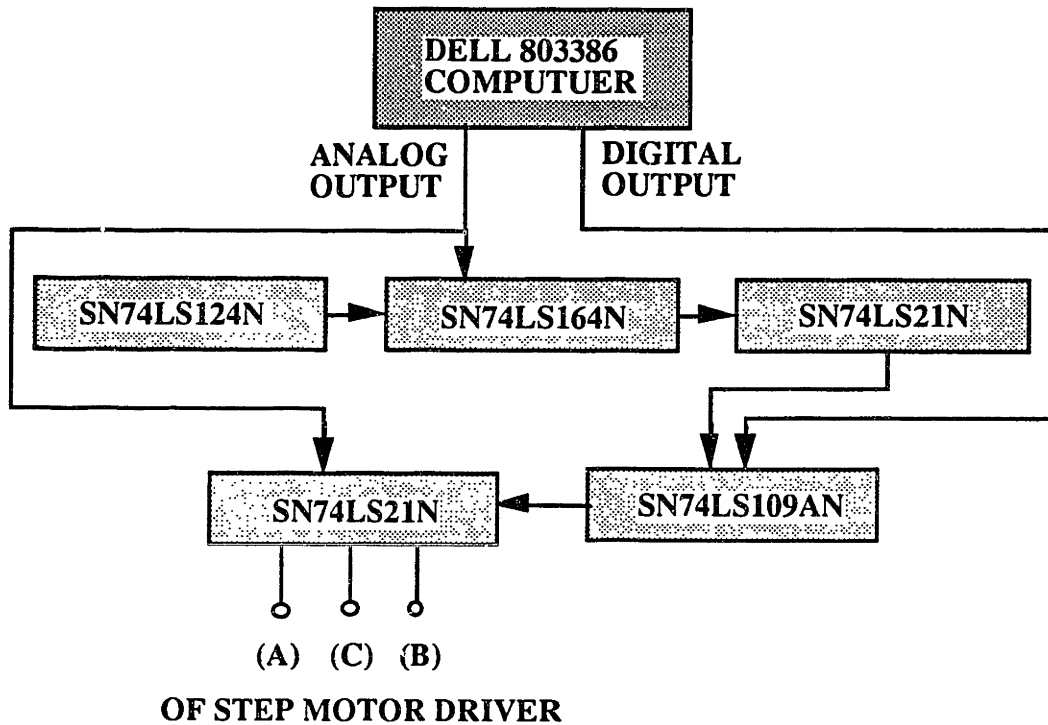 DELL 803386
COMPUTUER
ANALOG
OUTPUT
DIGITAL
OUTPUT
SN74LS124N
SN74LS164N
SN74LS21N
SN74LS21N
SN74LS109AN
(A) (C) (B)
OF STEP MOTOR DRIVER